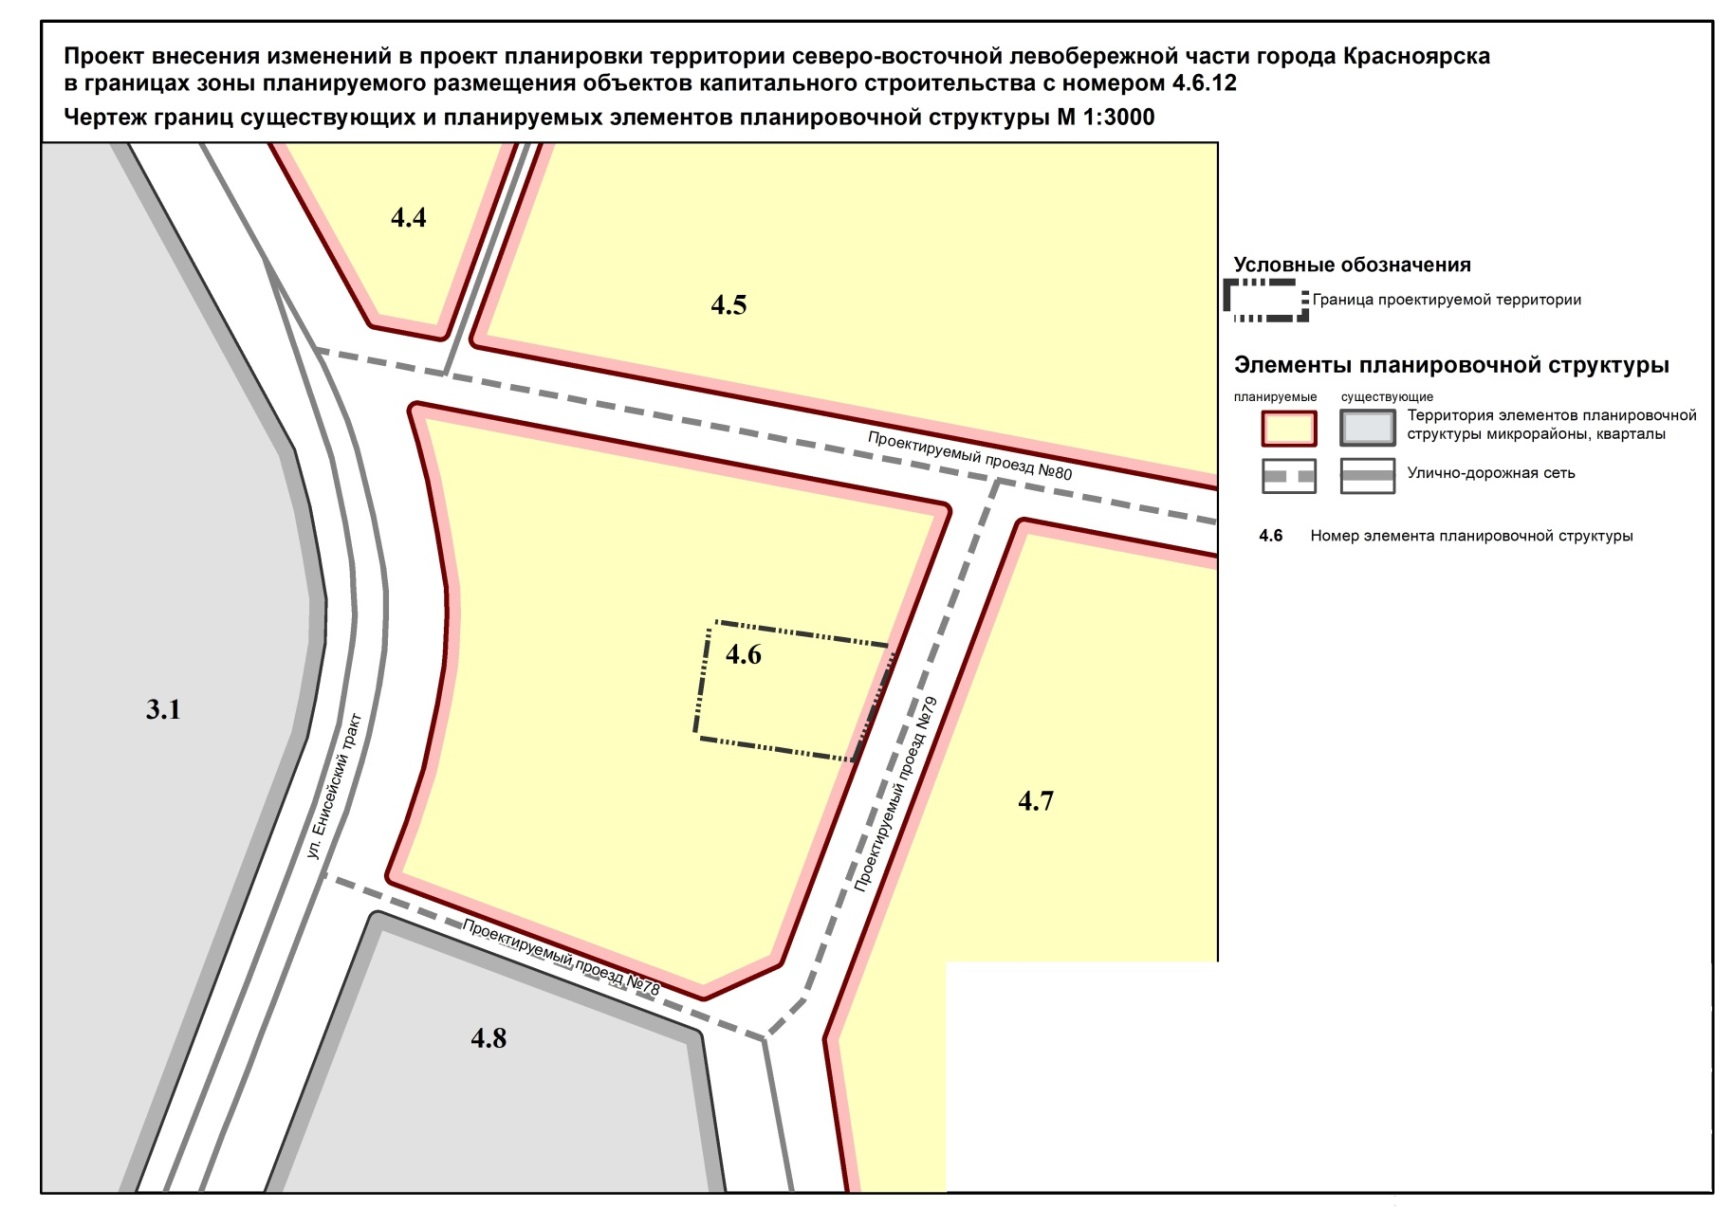 Проект внесения изменений в проект планировки территории северо-восточной левобережной части города Красноярска
в границах зоны планируемого размещения объектов капитального строительства с номером 4.6.12
Чертеж границ существующих и планируемых элементов планировочной структуры М 1:3000
4.4
4.5
Условные обозначения
Граница проектируемой территории
Элементы планировочной структуры
планируемые существующие
Территория элементов планировочной
структуры микрорайоны, кварталы
Улично-дорожная сеть
4.6 Номер элемента планировочной структуры
Проектируемый проезд №80
4.6
3.1
Проектируемый проезд №79
ул. Енисейский тракт
4.7
Проектируемый проезд №78
4.8